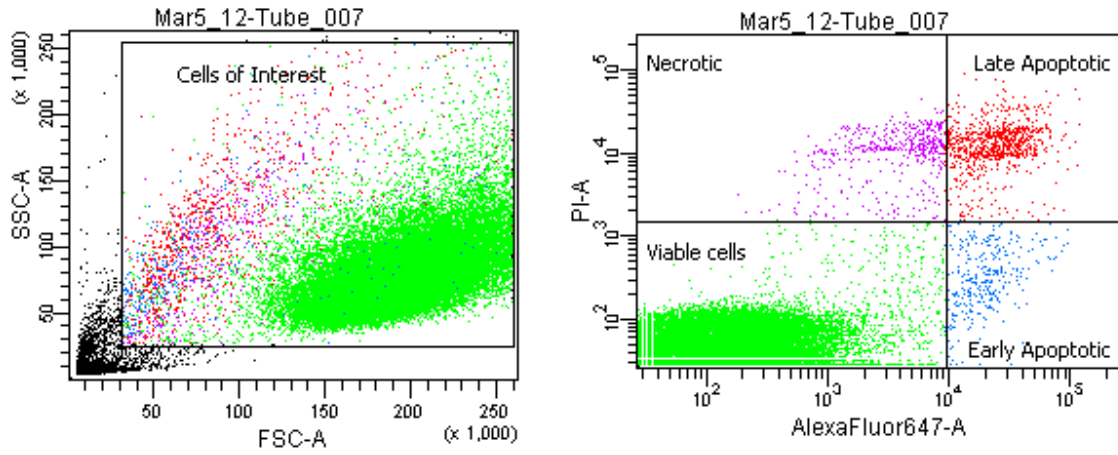 Mar5_12-Tube_007
SSC-A
(x 1,000)
250
200
150
100
50
Cells of Interest
50 100 150 200 250
FSC-A
(x 1,000)
Mar5_12-Tube_007
PI-A
10^5
10^4
10^3
10^2
Necrotic
Late Apoptotic
Viable cells
Early Apoptotic
10^2 10^3 10^4 10^5
AlexaFluor647-A